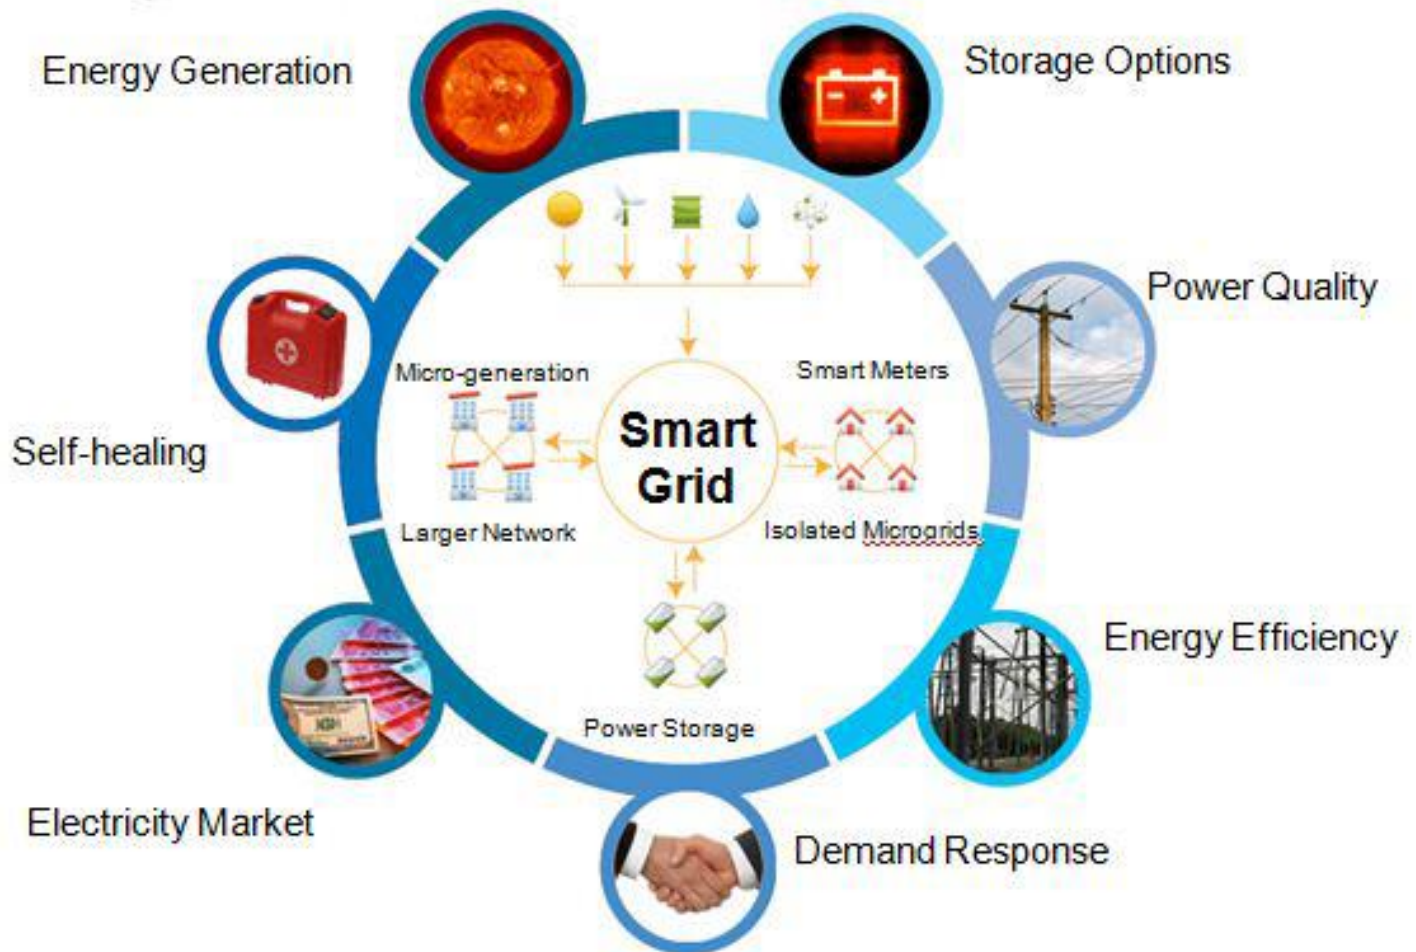 Energy Generation
Storage Options
Power Quality
Micro-generation
Smart Meters
Smart
Grid
Self-healing
Larger Network
Isolated Microgrids
Energy Efficiency
Power Storage
Electricity Market
Demand Response